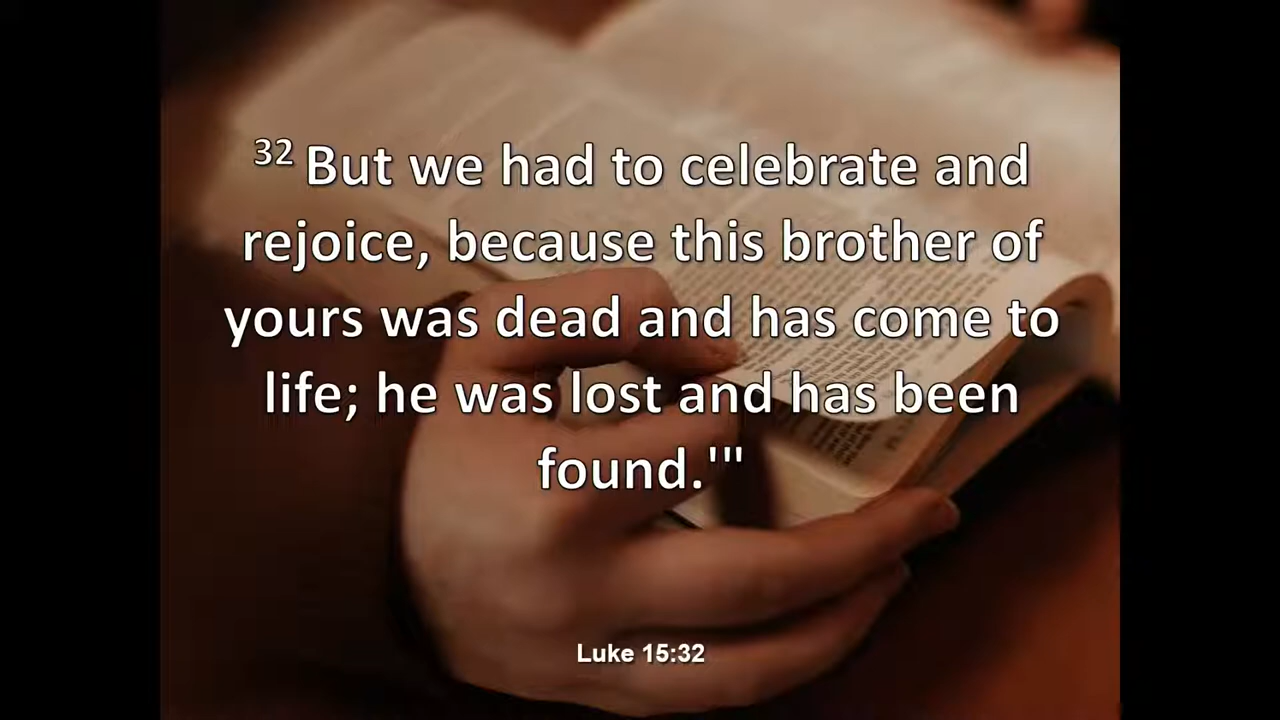 32 But we had to celebrate and
rejoice, because this brother of
yours was dead and has come to
life; he was lost and has been
found.'"
Luke 15:32